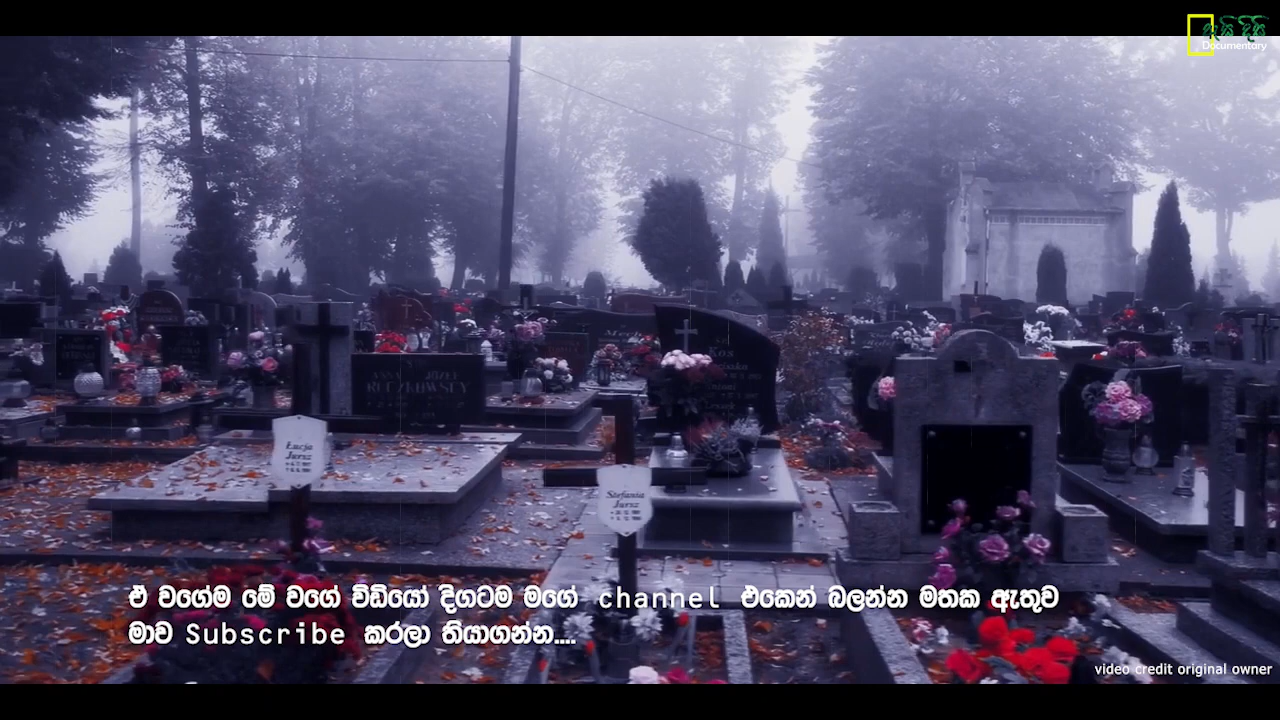 ඇසි දිසි
Documentary
Łucja
Jursz
Stefania
Jursz
ඒ වගේම මේ වගේ වීඩියෝ දිගටම මගේ channel එකෙන් බලන්න මතක ඇතුව
මාව Subscribe කරලා තියාගන්න....
video credit original owner